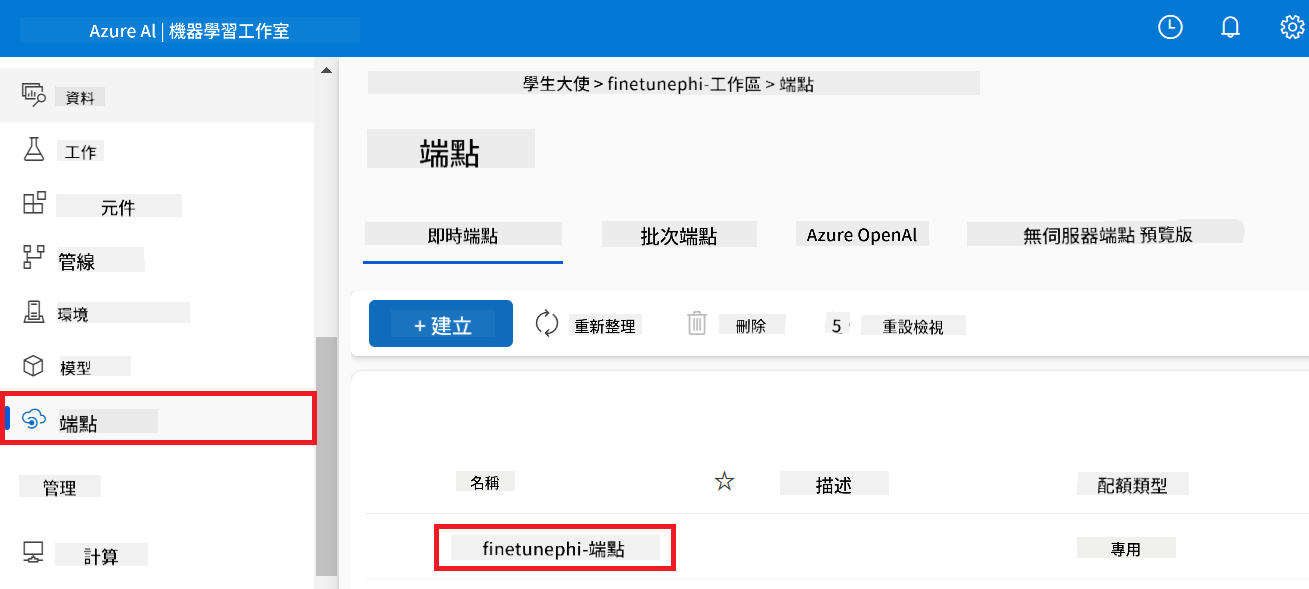 Azure AI | 機器學習工作室
資料
工作
元件
管線
環境
模型
端點
管理
計算
學生大使 > finetunephi-工作區 > 端點
端點
即時端點 批次端點 Azure OpenAI 無伺服器端點 預覽版
+ 建立 重新整理 刪除 5 重設檢視
名稱 描述 配額類型
finetunephi-端點 專用